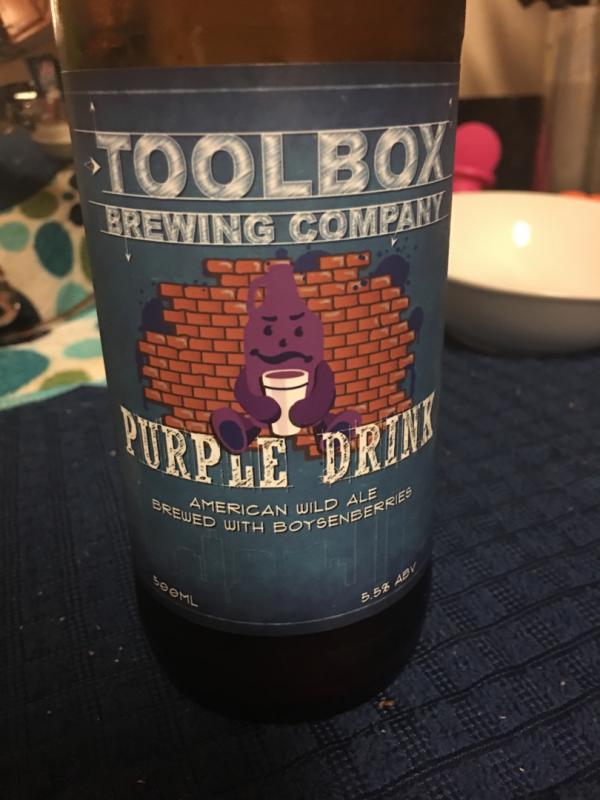 TOOLBOX
BREWING COMPANY
PURPLE DRINK
AMERICAN WILD ALE
BREWED WITH BOYSENBERRIES
500ML
5.5% ABV